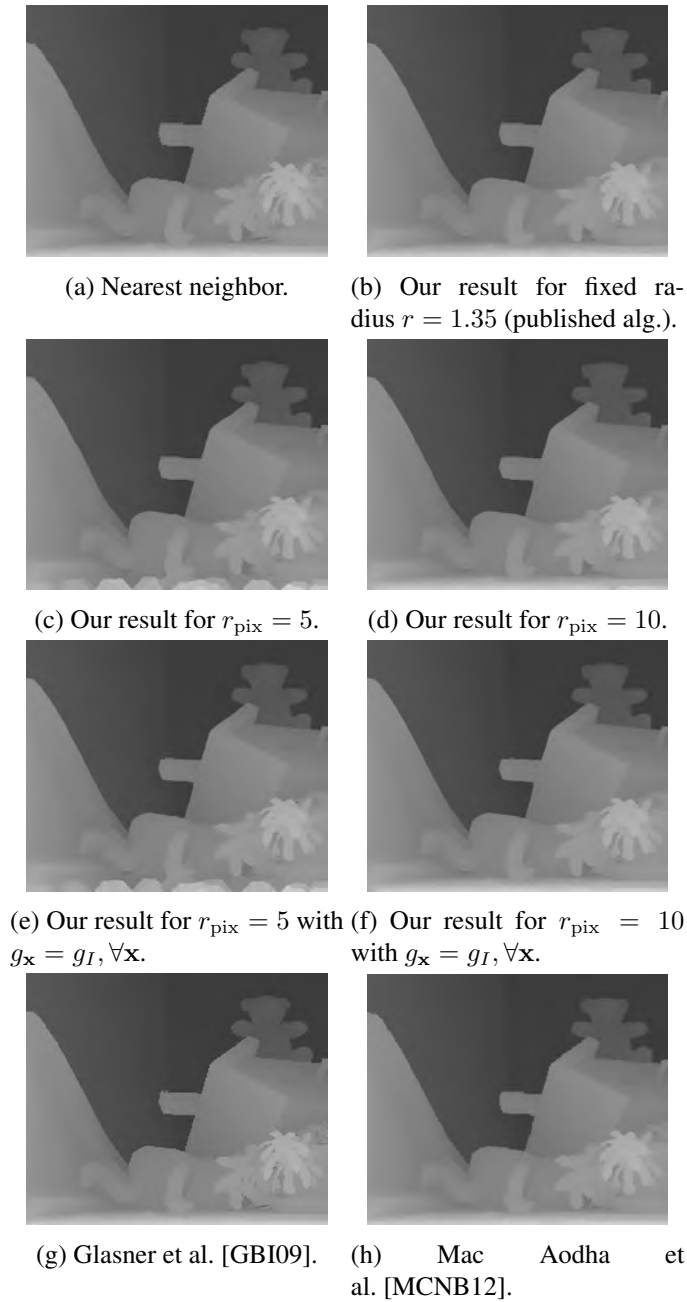 (a) Nearest neighbor.
(b) Our result for fixed ra-
dius r = 1.35 (published alg.).
(c) Our result for r_pix = 5.
(d) Our result for r_pix = 10.
(e) Our result for r_pix = 5 with
g_x = g_I, ∀x.
(f) Our result for r_pix = 10
with g_x = g_I, ∀x.
(g) Glasner et al. [GBI09].
(h) Mac Aodha et
al. [MCNB12].